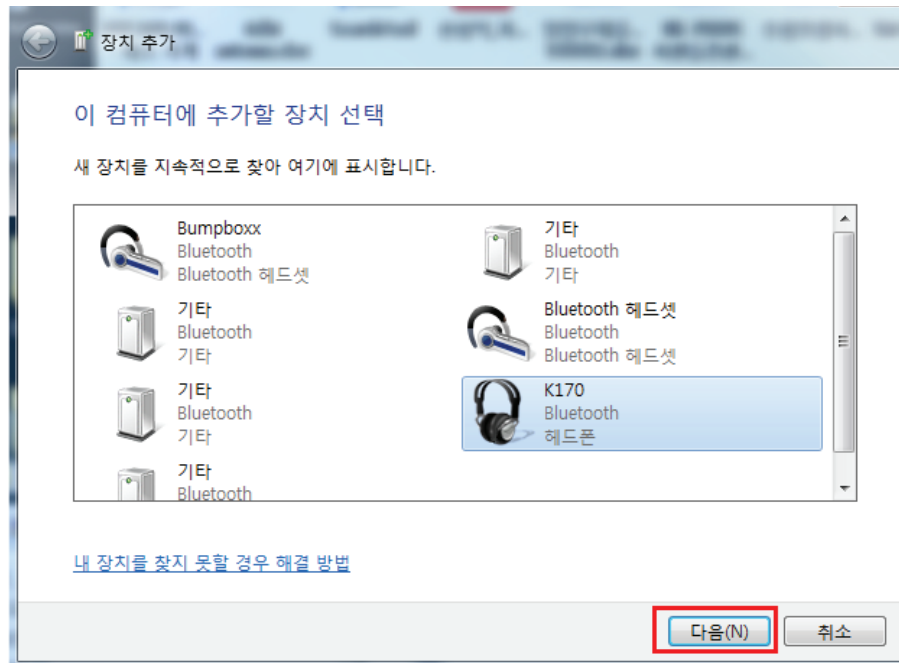 장치 추가
이 컴퓨터에 추가할 장치 선택
새 장치를 지속적으로 찾아 여기에 표시합니다.
Bumpboxx
Bluetooth
Bluetooth 헤드셋
기타
Bluetooth
기타
기타
Bluetooth
기타
Bluetooth 헤드셋
Bluetooth
Bluetooth 헤드셋
기타
Bluetooth
기타
K170
Bluetooth
헤드폰
기타
Bluetooth
내 장치를 찾지 못할 경우 해결 방법
다음(N)
취소